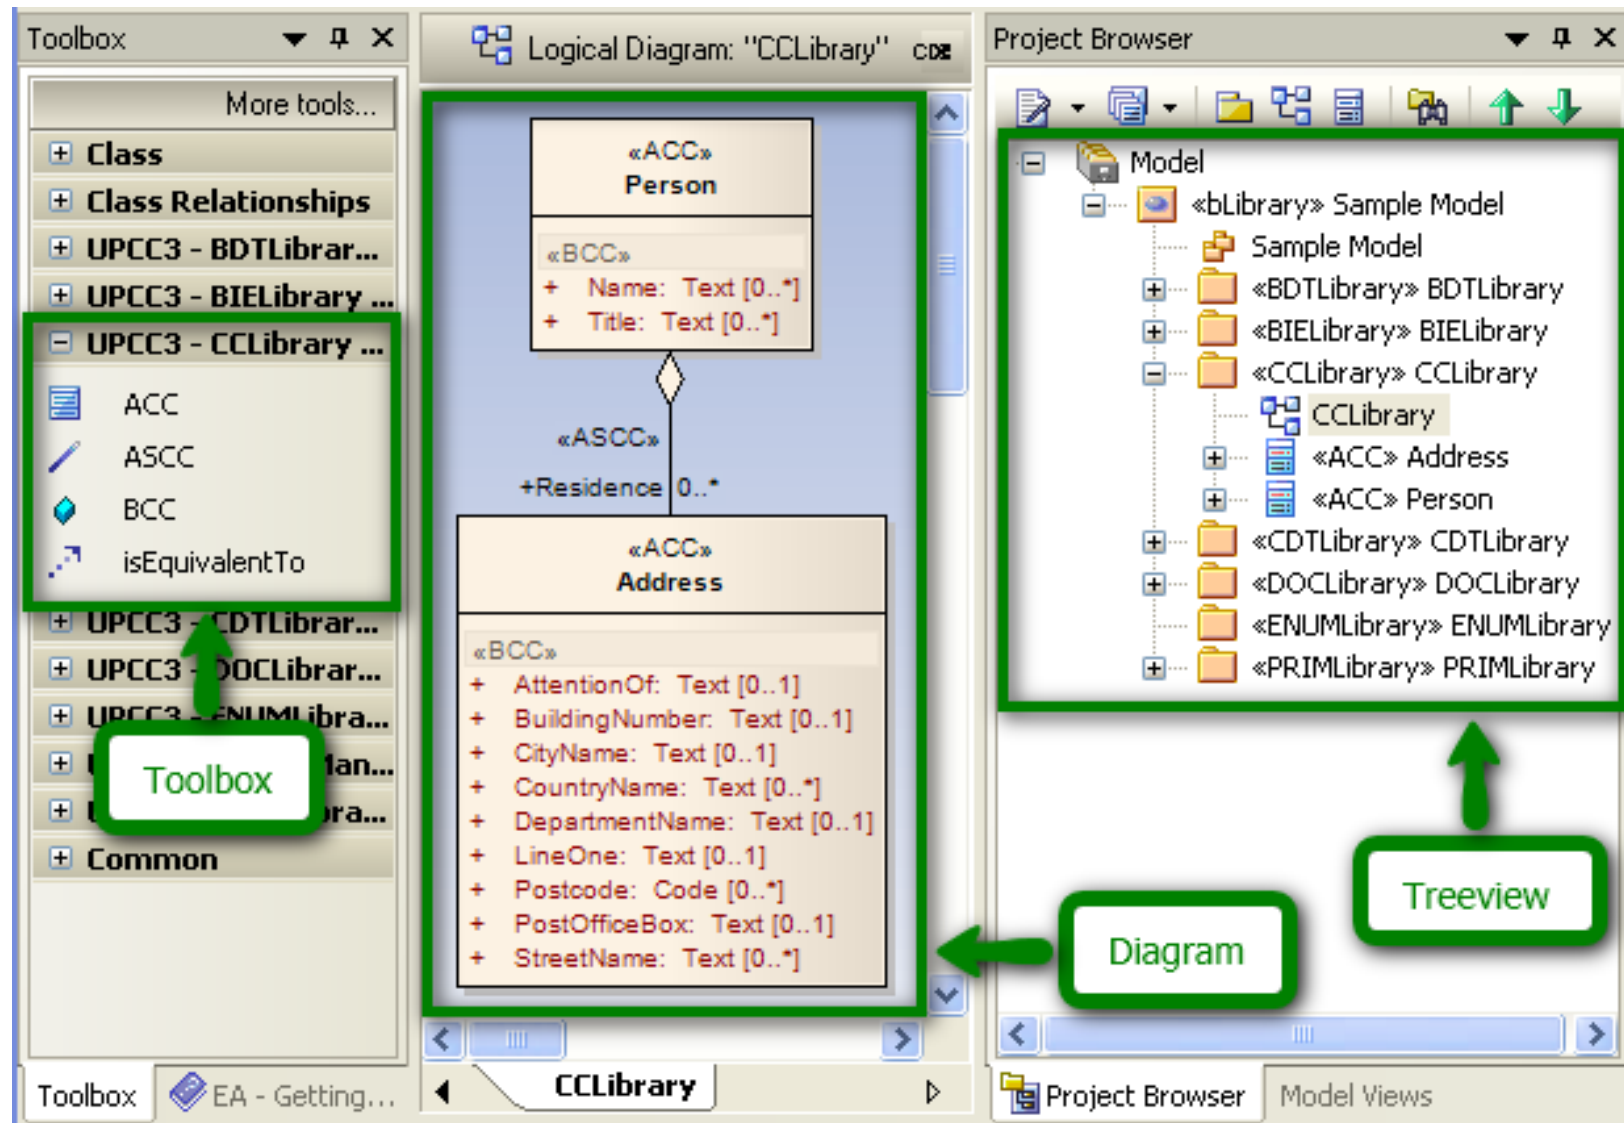 Toolbox
More tools...
Class
Class Relationships
UPCC3 - BDTLibrar...
UPCC3 - BIELibrary ...
UPCC3 - CCLibrary ...
ACC
ASCC
BCC
isEquivalentTo
UPCC3 - CDTLibrar...
UPCC3 - DOCLibrar...
UPCC3 - ENUMLibra...
Toolbox
Common
Toolbox
EA - Getting...
Logical Diagram: "CCLibrary"
«ACC»
Person
«BCC»
+ Name: Text [0..*]
+ Title: Text [0..*]
«ASCC»
+Residence 0..*
«ACC»
Address
«BCC»
+ AttentionOf: Text [0..1]
+ BuildingNumber: Text [0..1]
+ CityName: Text [0..1]
+ CountryName: Text [0..*]
+ DepartmentName: Text [0..1]
+ LineOne: Text [0..1]
+ Postcode: Code [0..*]
+ PostOfficeBox: Text [0..1]
+ StreetName: Text [0..*]
Diagram
CCLibrary
Project Browser
Model
«bLibrary» Sample Model
Sample Model
«BDTLibrary» BDTLibrary
«BIELibrary» BIELibrary
«CCLibrary» CCLibrary
CCLibrary
«ACC» Address
«ACC» Person
«CDTLibrary» CDTLibrary
«DOCLibrary» DOCLibrary
«ENUMLibrary» ENUMLibrary
«PRIMLibrary» PRIMLibrary
Treeview
Project Browser
Model Views